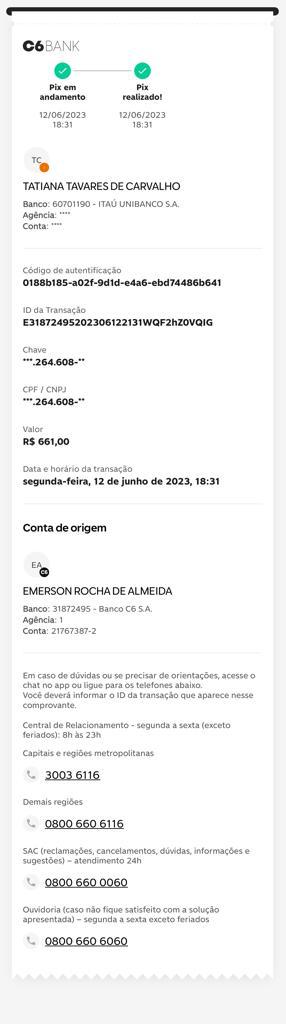 C6BANK
Pix em
andamento
Pix
realizado!
12/06/2023
18:31
12/06/2023
18:31
TC
TATIANA TAVARES DE CARVALHO
Banco: 60701190 - ITAÚ UNIBANCO S.A.
Agência: ****
Conta: ****
Código de autentificação
0188b185-a02f-9d1d-e4a6-ebd74486b641
ID da Transação
E31872495202306122131WQF2hZ0VQIG
Chave
***.264.608-**
CPF / CNPJ
***.264.608-**
Valor
R$ 661,00
Data e horário da transação
segunda-feira, 12 de junho de 2023, 18:31
Conta de origem
EA
C6
EMERSON ROCHA DE ALMEIDA
Banco: 31872495 - Banco C6 S.A.
Agência: 1
Conta: 21767387-2
Em caso de dúvidas ou se precisar de orientações, acesse o
chat no app ou ligue para os telefones abaixo.
Você deverá informar o ID da transação que aparece nesse
comprovante.
Central de Relacionamento - segunda a sexta (exceto
feriados): 8h às 23h
Capitais e regiões metropolitanas
3003 6116
Demais regiões
0800 660 6116
SAC (reclamações, cancelamentos, dúvidas, informações e
sugestões) – atendimento 24h
0800 660 0060
Ouvidoria (caso não fique satisfeito com a solução
apresentada) – segunda a sexta exceto feriados
0800 660 6060